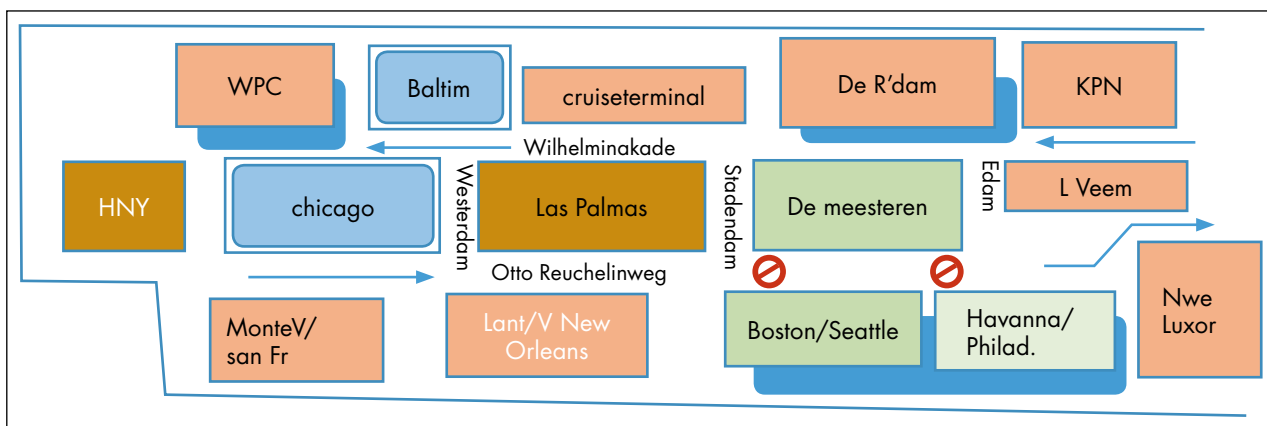 WPC
Baltim
cruiseterminal
De R'dam
KPN
Wilhelminakade
HNY
chicago
Westerdam
Las Palmas
Stadendam
De meesteren
Edam
L Veem
Otto Reuchelinweg
MonteV/
san Fr
Lant/V New
Orleans
Boston/Seattle
Havanna/
Philad.
Nwe
Luxor